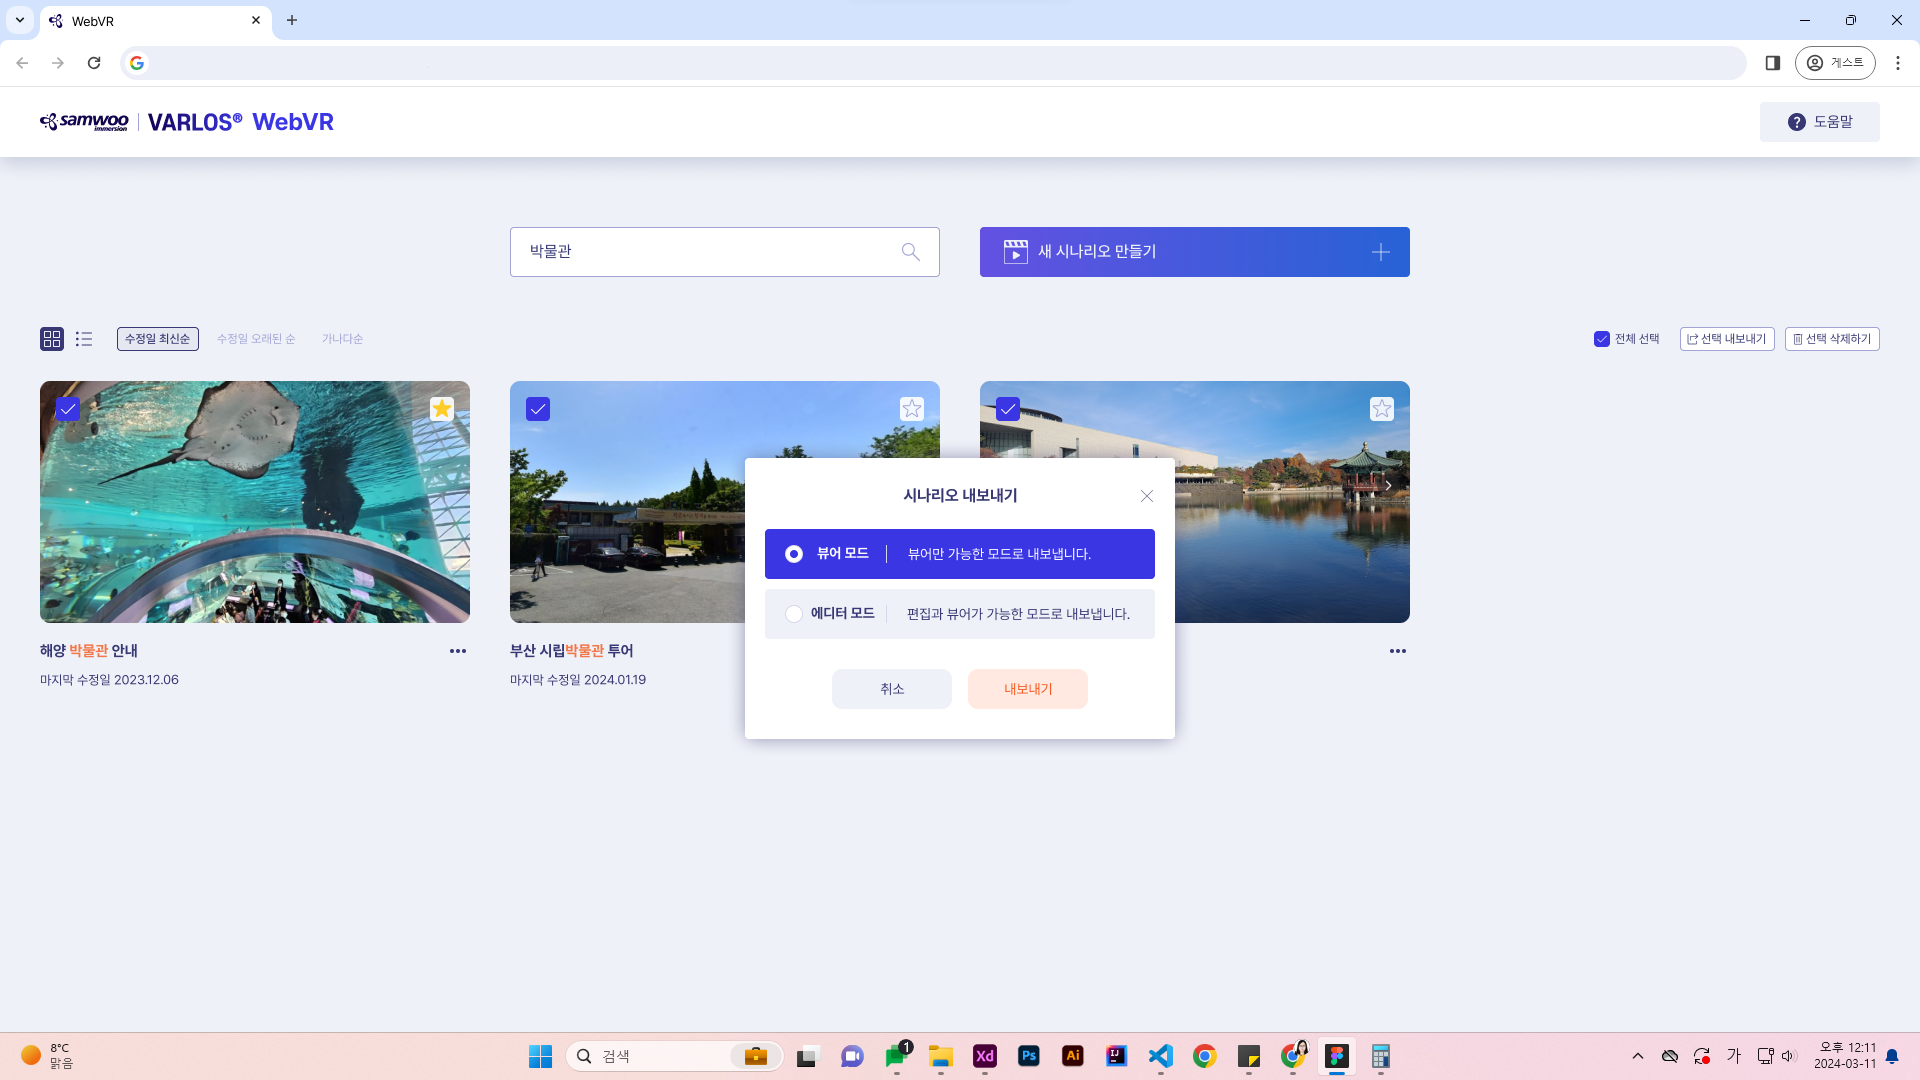 WebVR
게스트
samwoo
immersion
VARLOS® WebVR
도움말
박물관
새 시나리오 만들기
수정일 최신순
수정일 오래된 순
가나다순
전체 선택
선택 내보내기
선택 삭제하기
시나리오 내보내기
뷰어 모드
뷰어만 가능한 모드로 내보냅니다.
에디터 모드
편집과 뷰어가 가능한 모드로 내보냅니다.
취소
내보내기
해양 박물관 안내
마지막 수정일 2023.12.06
부산 시립박물관 투어
마지막 수정일 2024.01.19
8°C
맑음
검색
1
Xd
Ps
Ai
IJ
가
오후 12:11
2024-03-11